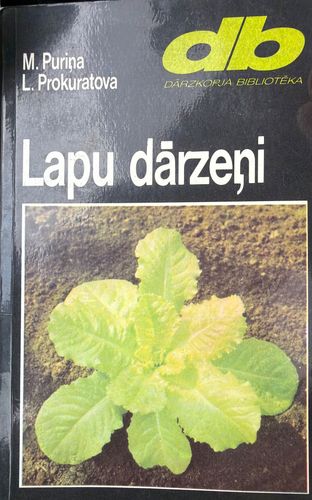 M. Puriņa
L. Prokuratova
db
DĀRZKOPJA BIBLIOTĒKA
Lapu dārzeņi